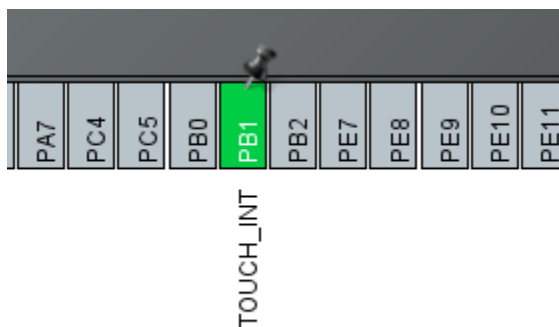 PA7
PC4
PC5
PB0
PB1
PB2
PE7
PE8
PE9
PE10
PE11
TOUCH_INT